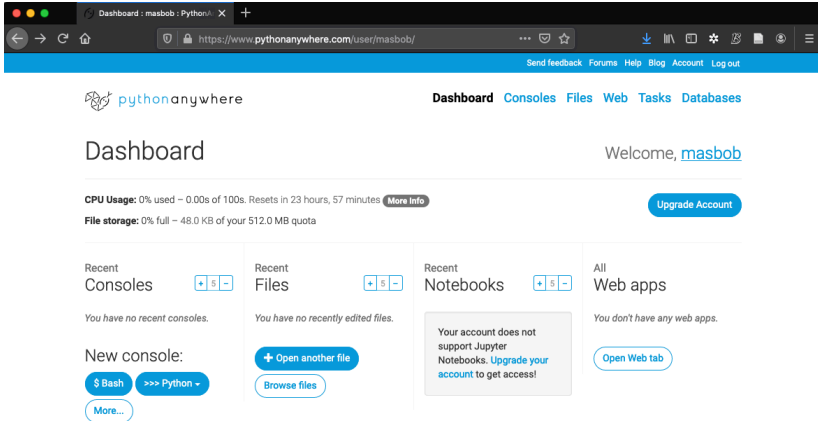 Dashboard : masbob : PythonA
https://www.pythonanywhere.com/user/masbob/
Send feedback Forums Help Blog Account Log out
pythonanywhere
Dashboard Consoles Files Web Tasks Databases
Dashboard
Welcome, masbob
CPU Usage: 0% used – 0.00s of 100s. Resets in 23 hours, 57 minutes More Info
File storage: 0% full – 48.0 KB of your 512.0 MB quota
Upgrade Account
Recent
Consoles
+ 5 -
You have no recent consoles.
New console:
$ Bash >>> Python
More...
Recent
Files
+ 5 -
You have no recently edited files.
+ Open another file
Browse files
Recent
Notebooks
+ 5 -
Your account does not
support Jupyter
Notebooks. Upgrade your
account to get access!
All
Web apps
You don't have any web apps.
Open Web tab